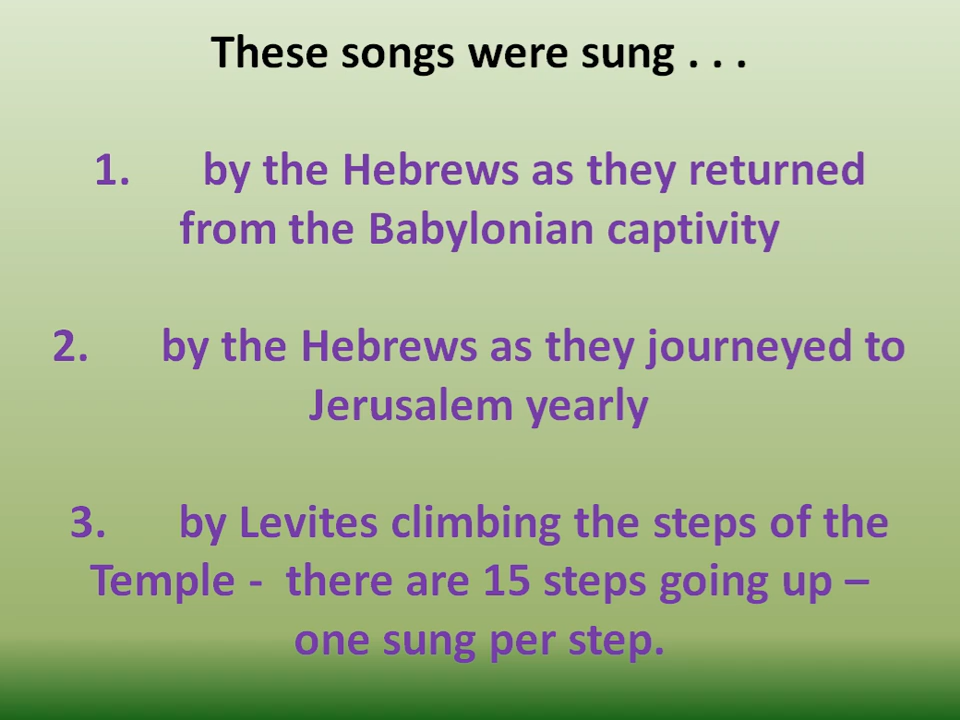 These songs were sung . . .
1. by the Hebrews as they returned
from the Babylonian captivity
2. by the Hebrews as they journeyed to
Jerusalem yearly
3. by Levites climbing the steps of the
Temple - there are 15 steps going up –
one sung per step.